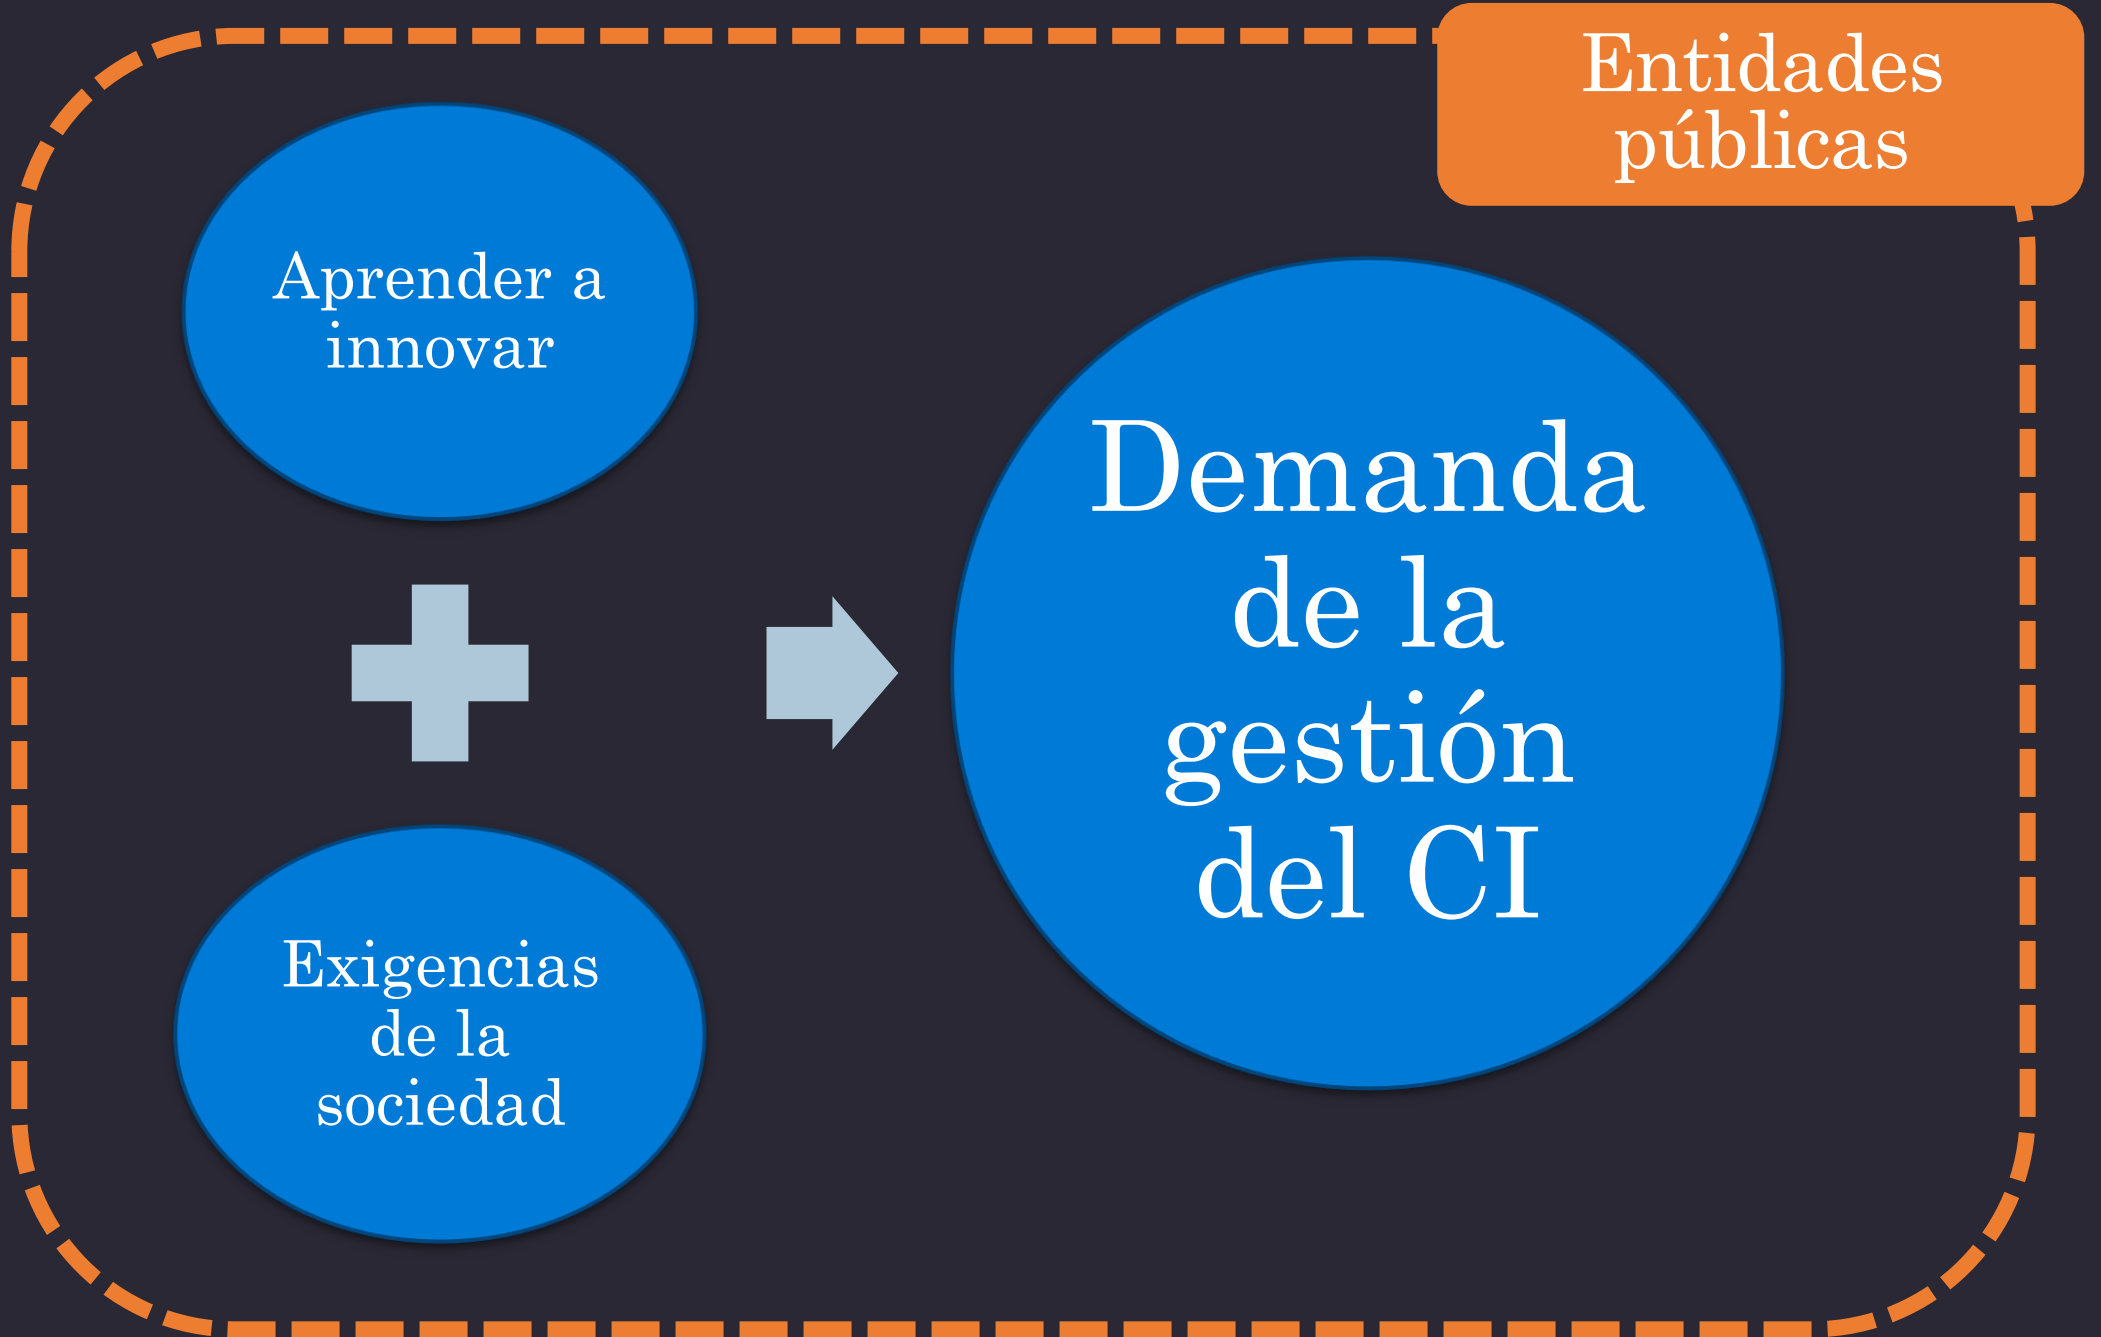 Entidades
públicas
Aprender a
innovar
Exigencias
de la
sociedad
Demanda
de la
gestión
del CI